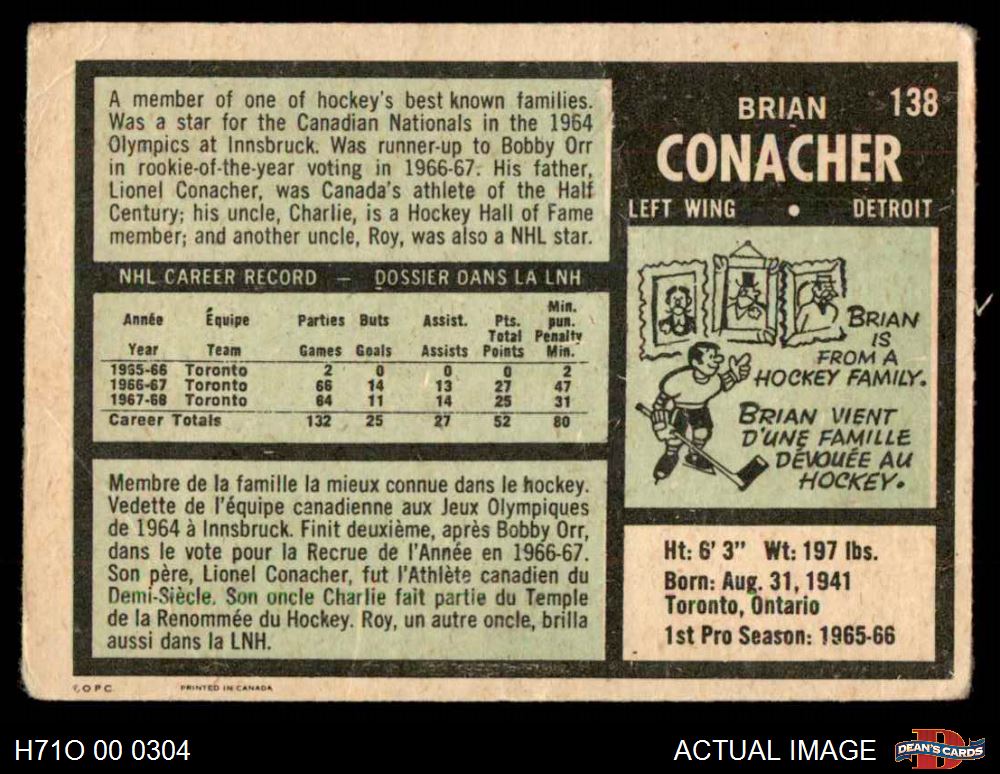 A member of one of hockey's best known families.
Was a star for the Canadian Nationals in the 1964
Olympics at Innsbruck. Was runner-up to Bobby Orr
in rookie-of-the-year voting in 1966-67. His father,
Lionel Conacher, was Canada's athlete of the Half
Century; his uncle, Charlie, is a Hockey Hall of Fame
member; and another uncle, Roy, was also a NHL star.
NHL CAREER RECORD — DOSSIER DANS LA LNH
Année Équipe Parties Buts Assist. Pts. Total Min. pun.
Year Team Games Goals Assists Points Penalty Min.
1965-66 Toronto 2 0 0 0 2
1966-67 Toronto 66 14 13 27 47
1967-68 Toronto 64 11 14 25 31
Career Totals 132 25 27 52 80
Membre de la famille la mieux connue dans le hockey.
Vedette de l'équipe canadienne aux Jeux Olympiques
de 1964 à Innsbruck. Finit deuxième, après Bobby Orr,
dans le vote pour la Recrue de l'Année en 1966-67.
Son père, Lionel Conacher, fut l'Athlète canadien du
Demi-Siècle. Son oncle Charlie fait partie du Temple
de la Renommée du Hockey. Roy, un autre oncle, brilla
aussi dans la LNH.
138
BRIAN
CONACHER
LEFT WING • DETROIT
BRIAN
IS
FROM A
HOCKEY FAMILY.
BRIAN VIENT
D'UNE FAMILLE
DÉVOUÉE AU
HOCKEY.
Ht: 6' 3" Wt: 197 lbs.
Born: Aug. 31, 1941
Toronto, Ontario
1st Pro Season: 1965-66
O.P.C. PRINTED IN CANADA
H71O 00 0304
ACTUAL IMAGE
DEAN'S CARDS